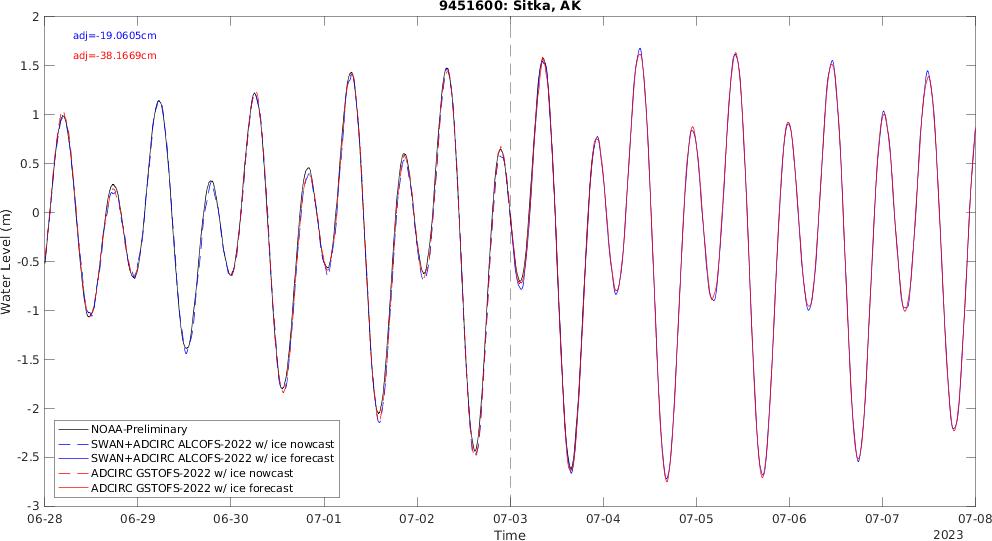 9451600: Sitka, AK
adj=-19.0605cm
adj=-38.1669cm
2
1.5
1
0.5
0
-0.5
-1
-1.5
-2
-2.5
-3
Water Level (m)
NOAA-Preliminary
SWAN+ADCIRC ALCOFS-2022 w/ ice nowcast
SWAN+ADCIRC ALCOFS-2022 w/ ice forecast
ADCIRC GSTOFS-2022 w/ ice nowcast
ADCIRC GSTOFS-2022 w/ ice forecast
06-28 06-29 06-30 07-01 07-02 07-03 07-04 07-05 07-06 07-07 07-08
Time
2023